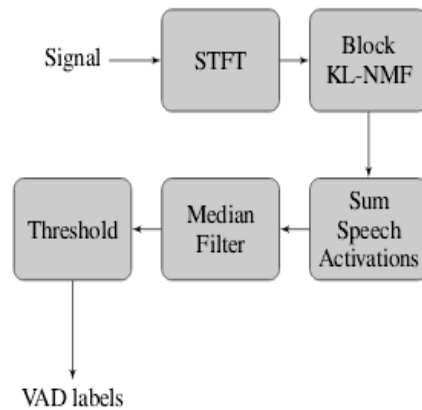 Signal
STFT
Block
KL-NMF
Sum
Speech
Activations
Median
Filter
Threshold
VAD labels